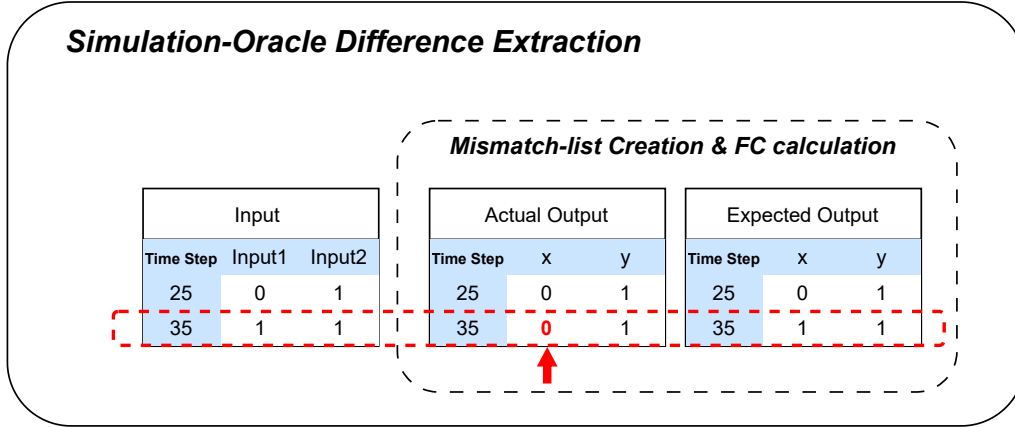 Simulation-Oracle Difference Extraction
Mismatch-list Creation & FC calculation
Input
Time Step Input1 Input2
25 0 1
35 1 1
Actual Output
Time Step x y
25 0 1
35 0 1
Expected Output
Time Step x y
25 0 1
35 1 1